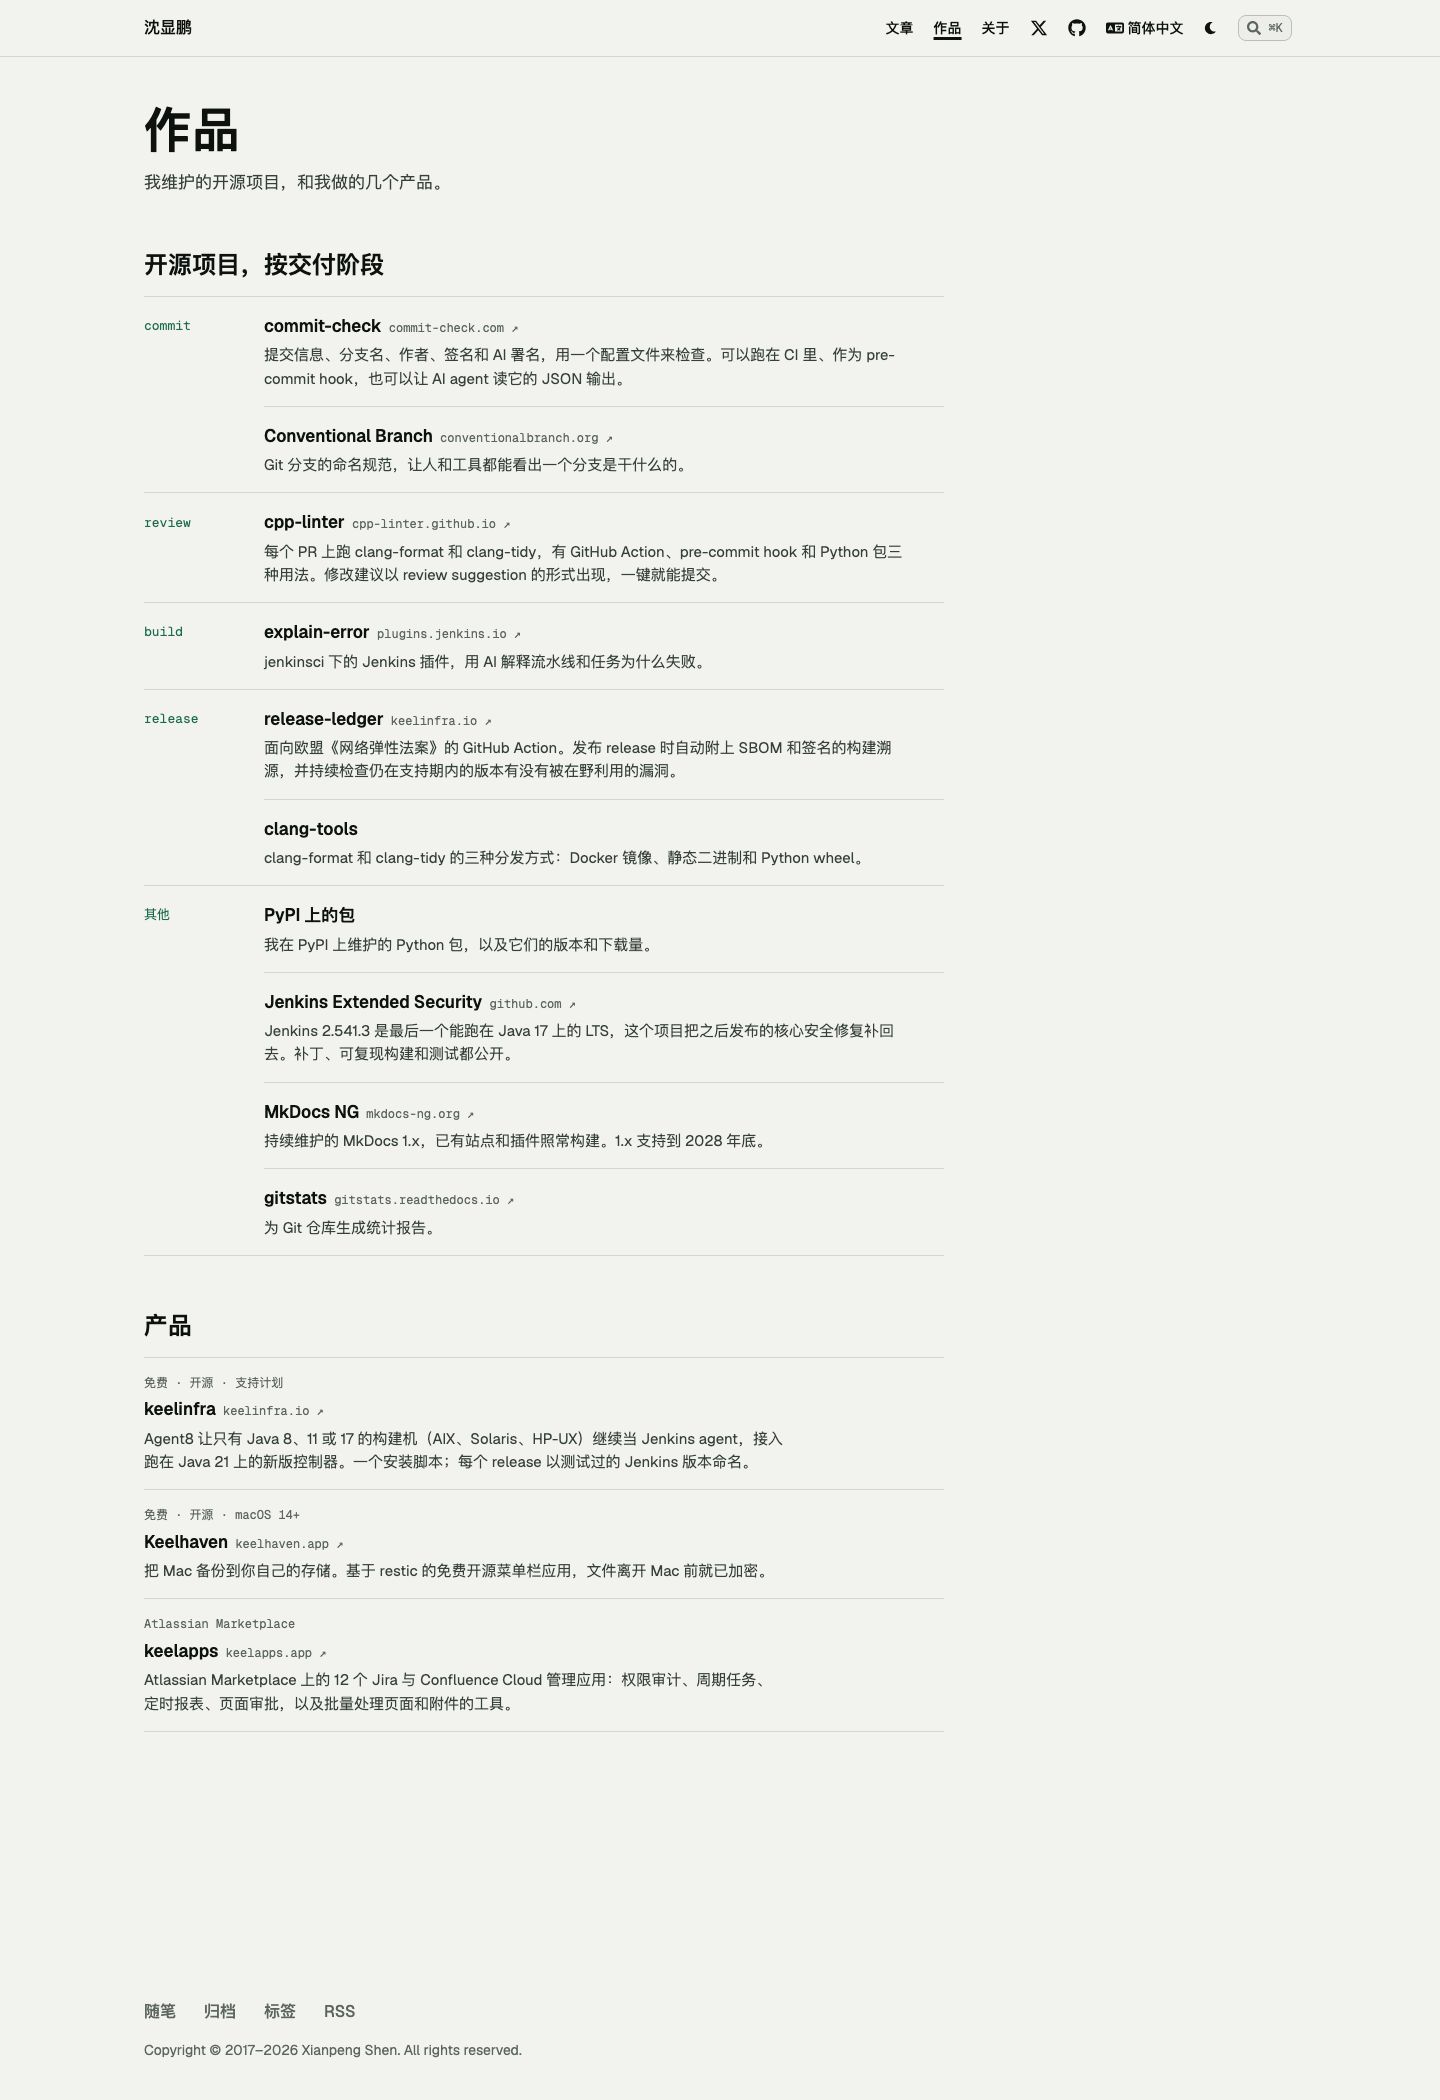 沈显鹏
文章 作品 关于 简体中文 ⌘K
作品
我维护的开源项目，和我做的几个产品。
开源项目，按交付阶段
commit
commit-check commit-check.com ↗
提交信息、分支名、作者、签名和 AI 署名，用一个配置文件来检查。可以跑在 CI 里、作为 pre-
commit hook，也可以让 AI agent 读它的 JSON 输出。
Conventional Branch conventionalbranch.org ↗
Git 分支的命名规范，让人和工具都能看出一个分支是干什么的。
review
cpp-linter cpp-linter.github.io ↗
每个 PR 上跑 clang-format 和 clang-tidy，有 GitHub Action、pre-commit hook 和 Python 包三
种用法。修改建议以 review suggestion 的形式出现，一键就能提交。
build
explain-error plugins.jenkins.io ↗
jenkinsci 下的 Jenkins 插件，用 AI 解释流水线和任务为什么失败。
release
release-ledger keelinfra.io ↗
面向欧盟《网络弹性法案》的 GitHub Action。发布 release 时自动附上 SBOM 和签名的构建溯
源，并持续检查仍在支持期内的版本有没有被在野利用的漏洞。
clang-tools
clang-format 和 clang-tidy 的三种分发方式：Docker 镜像、静态二进制和 Python wheel。
其他
PyPI 上的包
我在 PyPI 上维护的 Python 包，以及它们的版本和下载量。
Jenkins Extended Security github.com ↗
Jenkins 2.541.3 是最后一个能跑在 Java 17 上的 LTS，这个项目把之后发布的核心安全修复补回
去。补丁、可复现构建和测试都公开。
MkDocs NG mkdocs-ng.org ↗
持续维护的 MkDocs 1.x，已有站点和插件照常构建。1.x 支持到 2028 年底。
gitstats gitstats.readthedocs.io ↗
为 Git 仓库生成统计报告。
产品
免费 · 开源 · 支持计划
keelinfra keelinfra.io ↗
Agent8 让只有 Java 8、11 或 17 的构建机（AIX、Solaris、HP-UX）继续当 Jenkins agent，接入
跑在 Java 21 上的新版控制器。一个安装脚本；每个 release 以测试过的 Jenkins 版本命名。
免费 · 开源 · macOS 14+
Keelhaven keelhaven.app ↗
把 Mac 备份到你自己的存储。基于 restic 的免费开源菜单栏应用，文件离开 Mac 前就已加密。
Atlassian Marketplace
keelapps keelapps.app ↗
Atlassian Marketplace 上的 12 个 Jira 与 Confluence Cloud 管理应用：权限审计、周期任务、
定时报表、页面审批，以及批量处理页面和附件的工具。
随笔 归档 标签 RSS
Copyright © 2017–2026 Xianpeng Shen. All rights reserved.